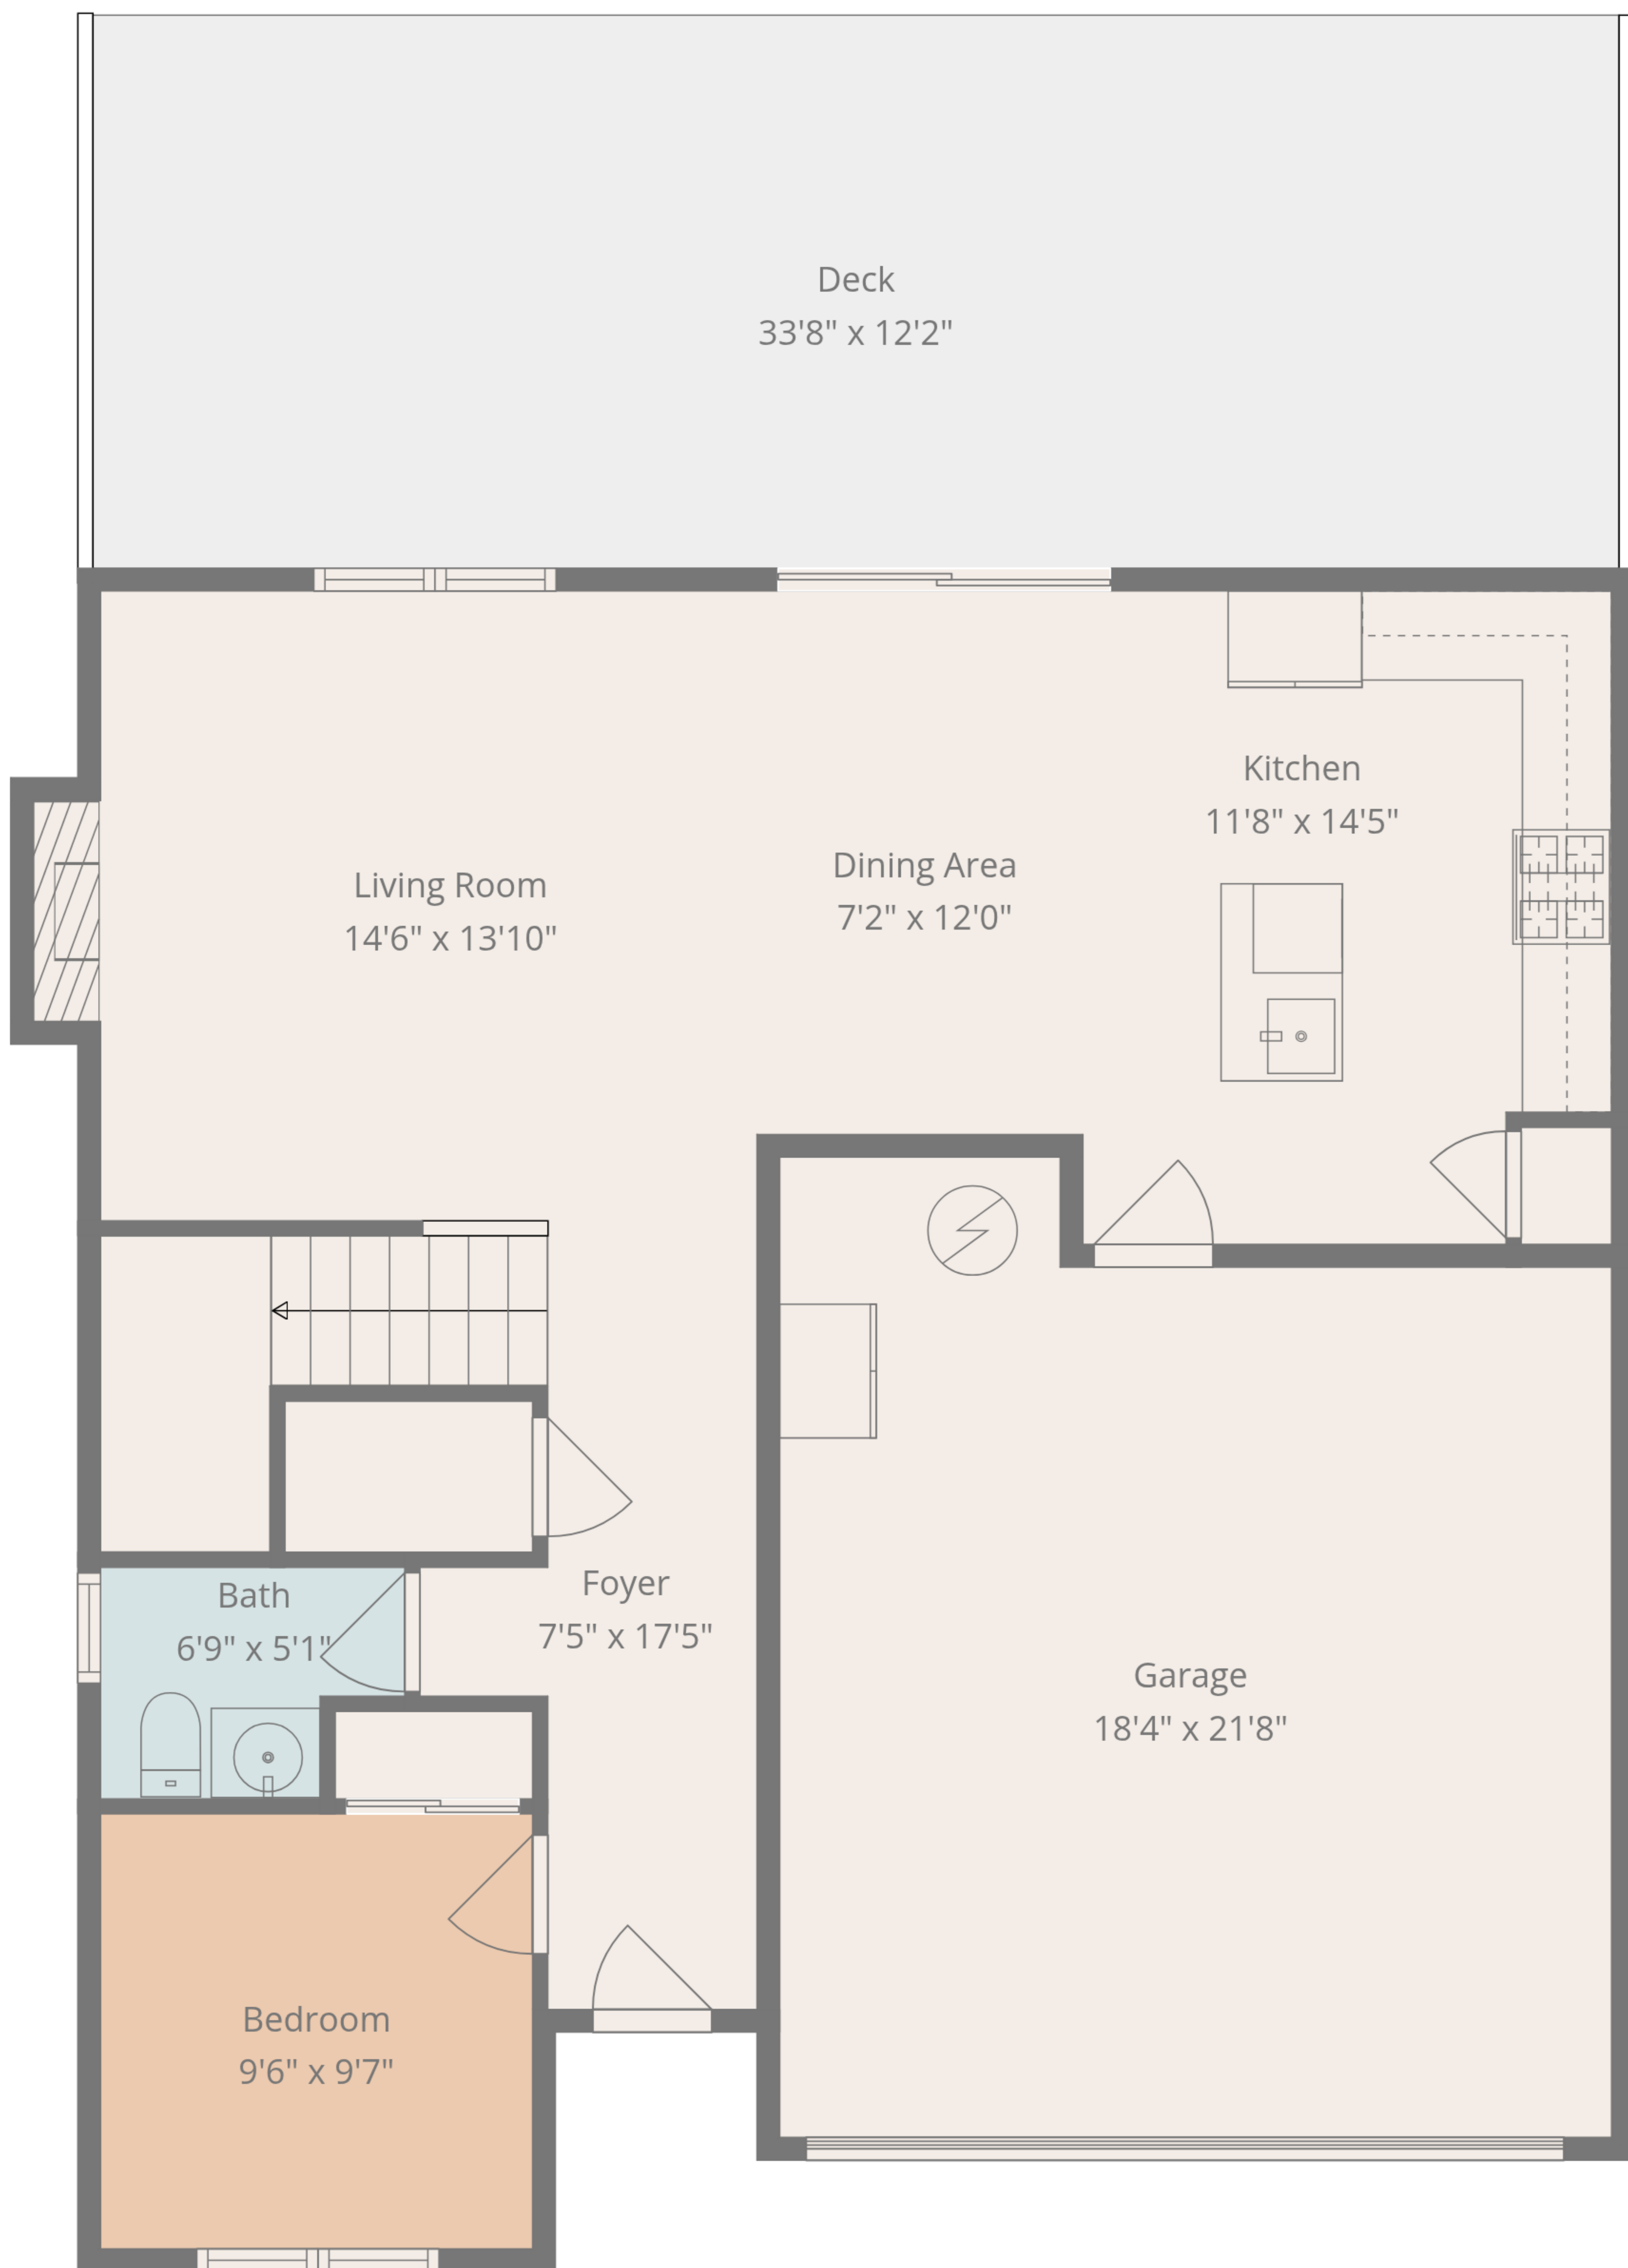 Deck
33'8" x 12'2"
Kitchen
11'8" x 14'5"
Dining Area
7'2" x 12'0"
Living Room
14'6" x 13'10"
Foyer
7'5" x 17'5"
Bath
6'9" x 5'1"
Garage
18'4" x 21'8"
Bedroom
9'6" x 9'7"